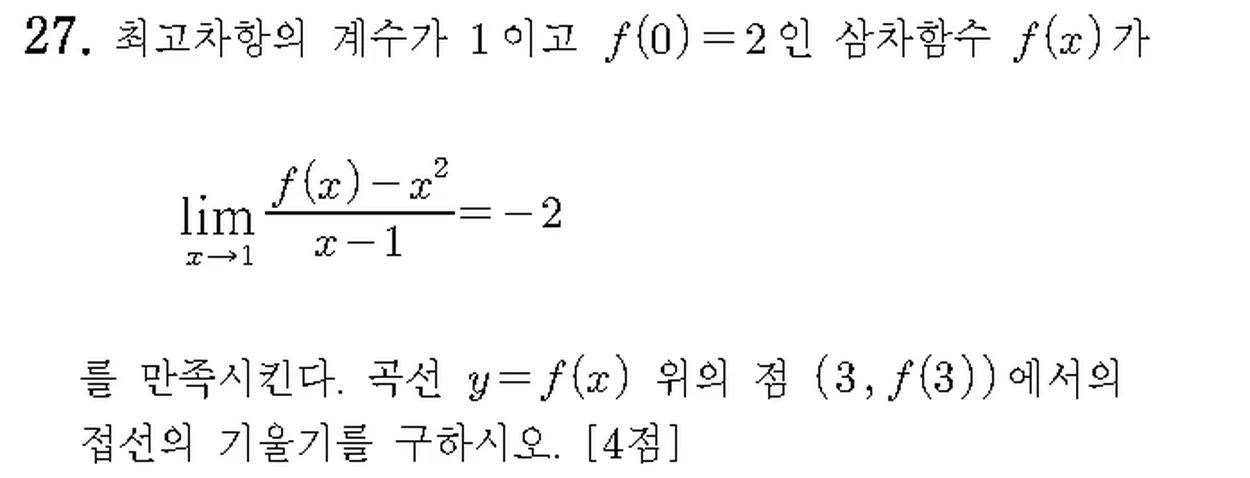 27. 최고차항의 계수가 1이고 f(0)=2인 삼차함수 f(x)가
lim_{x→1} \frac{f(x)-x^2}{x-1}=-2
를 만족시킨다. 곡선 y=f(x) 위의 점 (3, f(3))에서의
접선의 기울기를 구하시오. [4점]